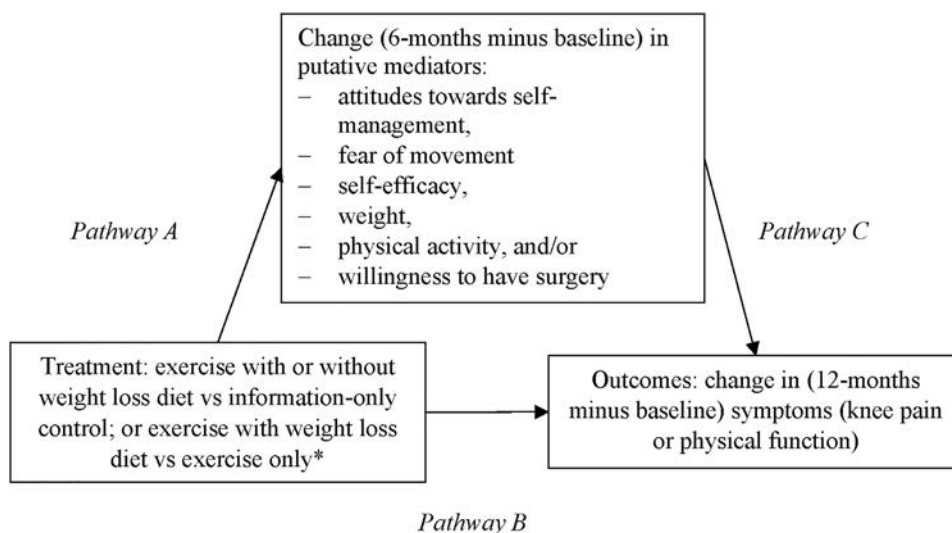 Change (6-months minus baseline) in
putative mediators:
– attitudes towards self-
management,
– fear of movement
– self-efficacy,
– weight,
– physical activity, and/or
– willingness to have surgery
Pathway A
Pathway C
Treatment: exercise with or without
weight loss diet vs information-only
control; or exercise with weight loss
diet vs exercise only*
Outcomes: change in (12-months
minus baseline) symptoms (knee pain
or physical function)
Pathway B